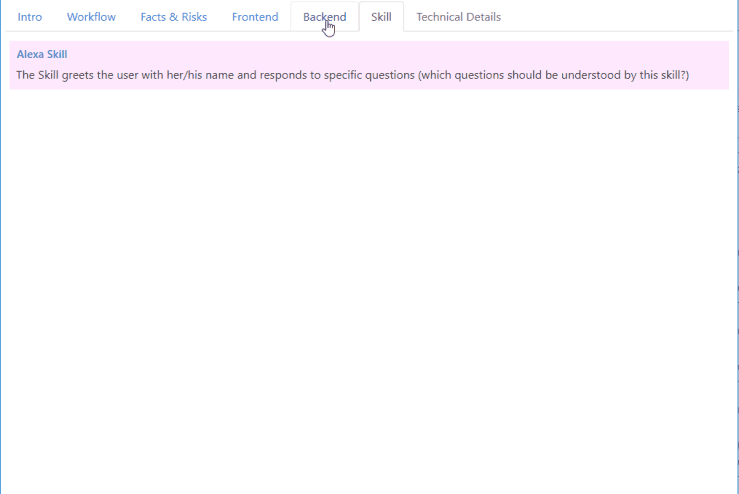 Intro Workflow Facts & Risks Frontend Backend Skill Technical Details
Alexa Skill
The Skill greets the user with her/his name and responds to specific questions (which questions should be understood by this skill?)